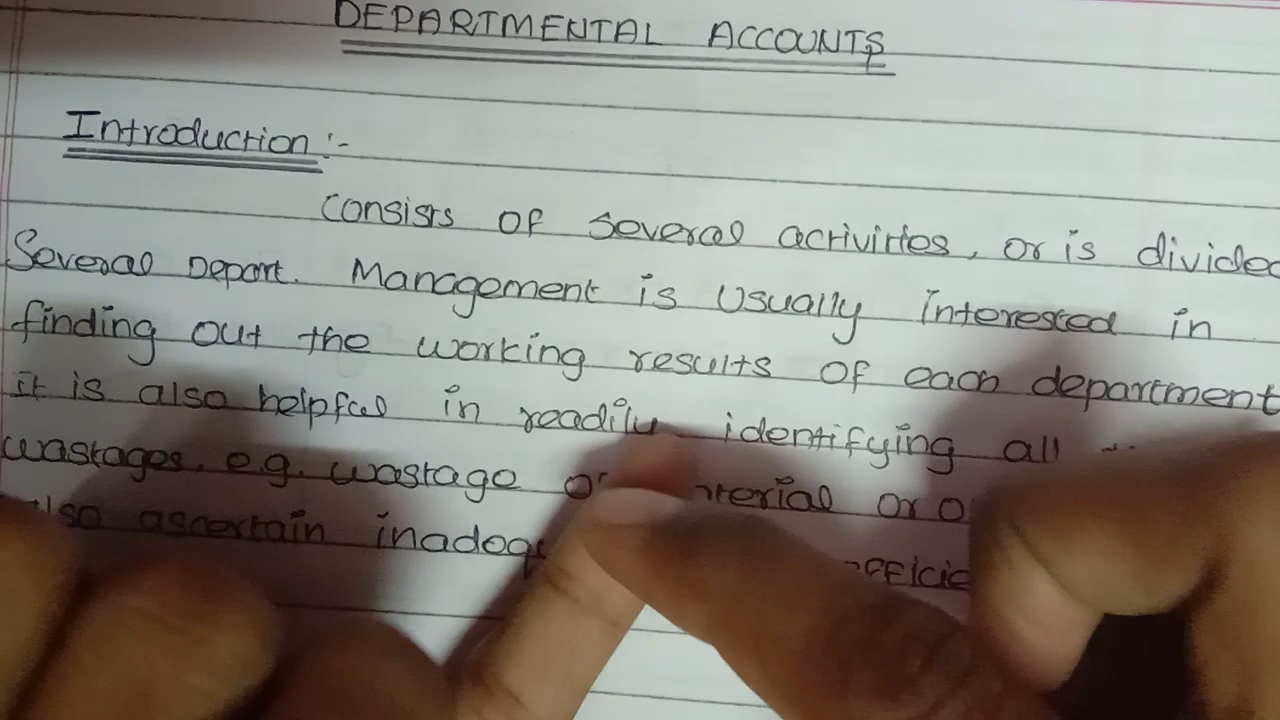 DEPARTMENTAL ACCOUNTS
Introduction :-
Consists of several activities, or is divided
Several Depart. Management is usually interested in
finding out the working results of each department
it is also helpful in readily identifying all
wastages, e.g. wastage or
also ascertain